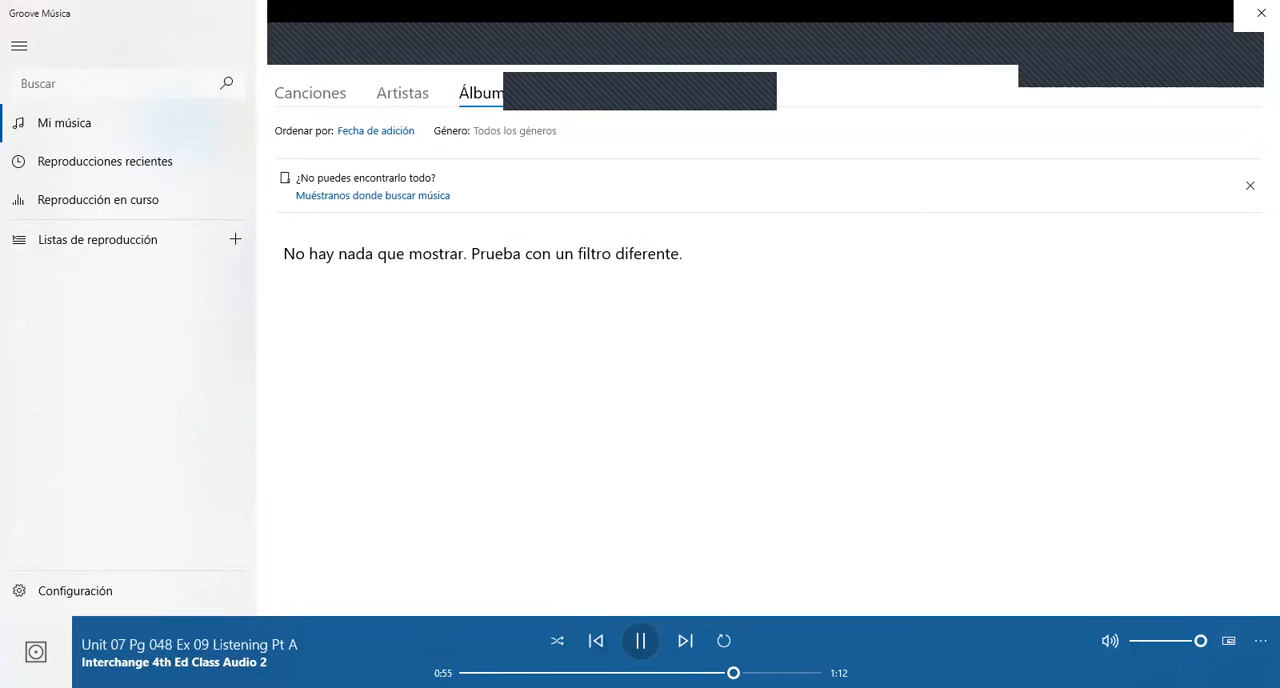 Groove Música
Buscar
Mi música
Reproducciones recientes
Reproducción en curso
Listas de reproducción
Configuración
Canciones Artistas Álbum
Ordenar por: Fecha de adición Género: Todos los géneros
¿No puedes encontrarlo todo?
Muéstranos donde buscar música
No hay nada que mostrar. Prueba con un filtro diferente.
Unit 07 Pg 048 Ex 09 Listening Pt A
Interchange 4th Ed Class Audio 2
0:55 1:12